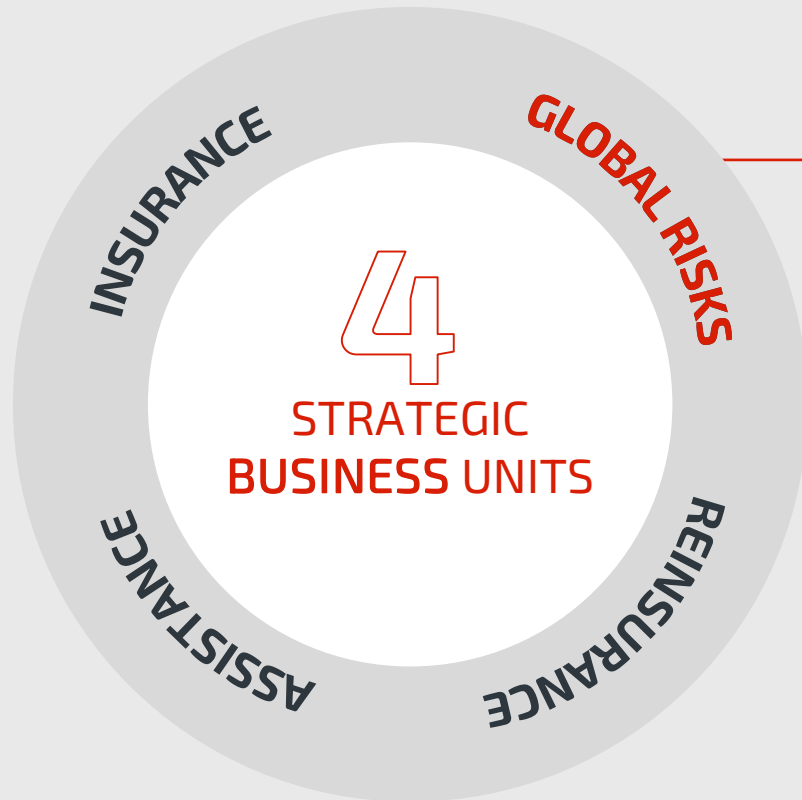 INSURANCE
GLOBAL RISKS
4
STRATEGIC
BUSINESS UNITS
ASSISTANCE
REINSURANCE